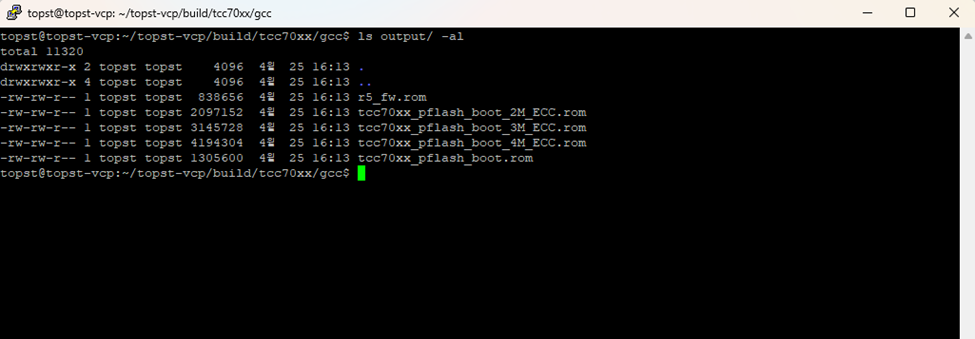 topst@topst-vcp: ~/topst-vcp/build/tcc70xx/gcc
topst@topst-vcp:~/topst-vcp/build/tcc70xx/gcc$ ls output/ -al
total 11320
drwxrwxr-x 2 topst topst    4096  4월  25 16:13 .
drwxrwxr-x 4 topst topst    4096  4월  25 16:13 ..
-rw-rw-r-- 1 topst topst  838656  4월  25 16:13 r5_fw.rom
-rw-rw-r-- 1 topst topst 2097152  4월  25 16:13 tcc70xx_pflash_boot_2M_ECC.rom
-rw-rw-r-- 1 topst topst 3145728  4월  25 16:13 tcc70xx_pflash_boot_3M_ECC.rom
-rw-rw-r-- 1 topst topst 4194304  4월  25 16:13 tcc70xx_pflash_boot_4M_ECC.rom
-rw-rw-r-- 1 topst topst 1305600  4월  25 16:13 tcc70xx_pflash_boot.rom
topst@topst-vcp:~/topst-vcp/build/tcc70xx/gcc$